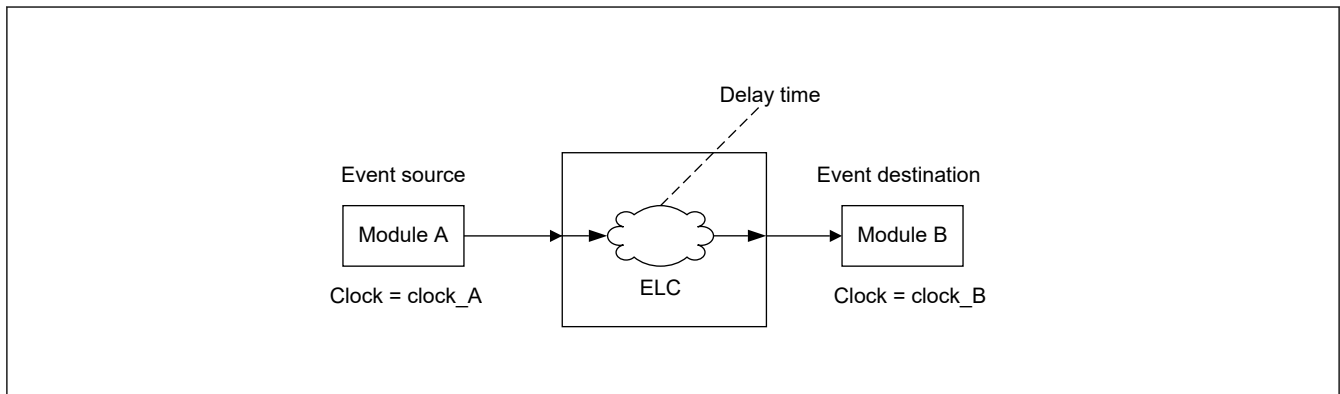 Delay time
Event source
Event destination
Module A
Module B
ELC
Clock = clock_A
Clock = clock_B